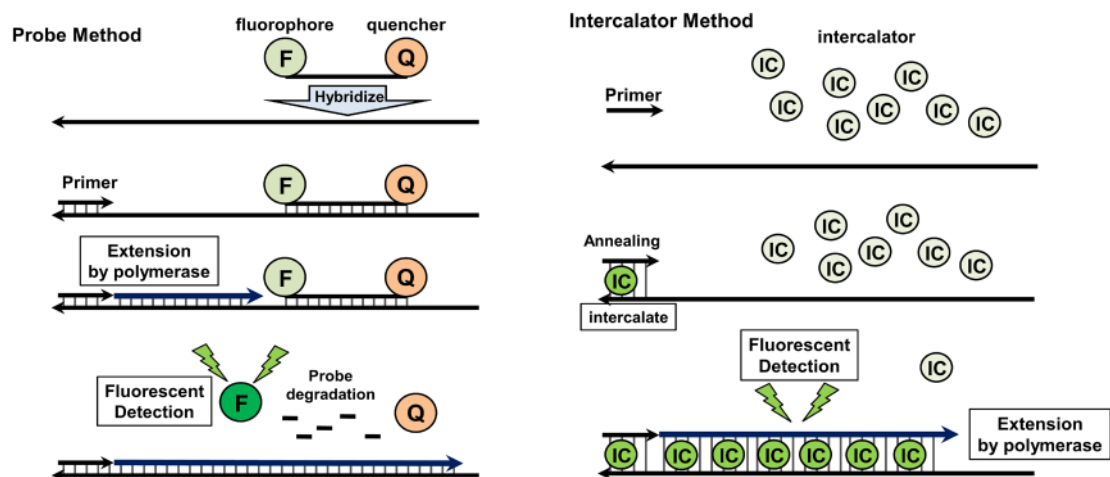 Probe Method
fluorophore
quencher
F
Q
Hybridize
Primer
F
Q
Extension
by polymerase
F
Q
Fluorescent
Detection
F
Probe
degradation
Q
Intercalator Method
intercalator
Primer
IC
IC
IC
IC
IC
IC
IC
IC
Annealing
IC
intercalate
IC
IC
IC
IC
IC
IC
IC
Fluorescent
Detection
IC
Extension
by polymerase
IC
IC
IC
IC
IC
IC
IC